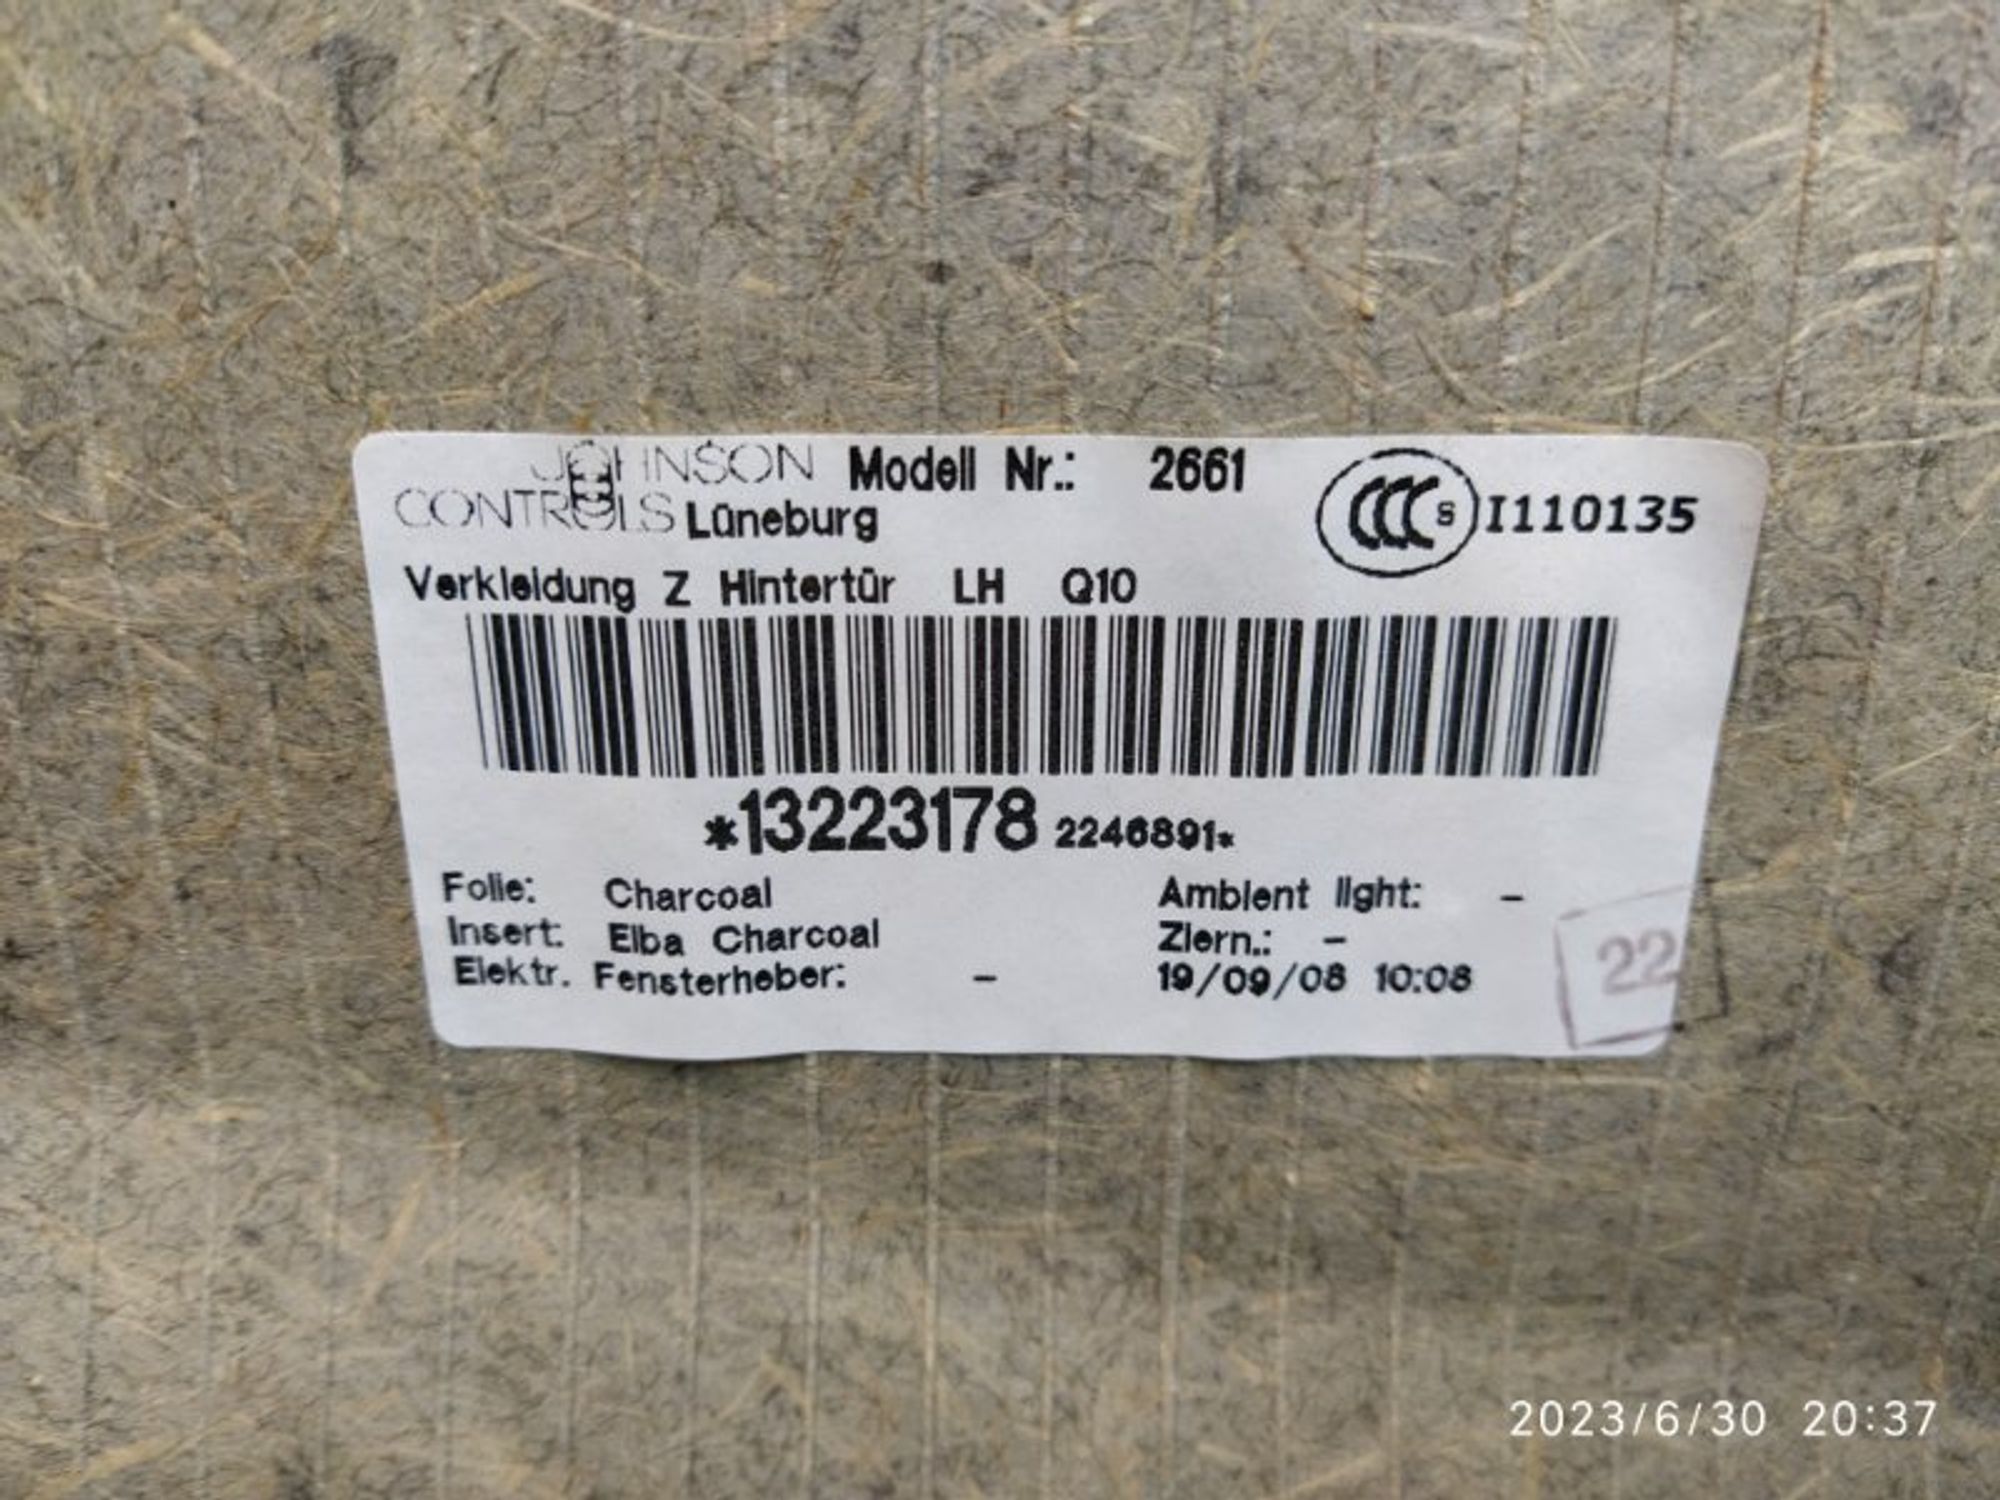 JOHNSON Modell Nr.: 2661
CONTROLS Lüneburg
CCC S I110135
Verkleidung Z Hintertür LH Q10
*13223178 2246891*
Folie: Charcoal Ambient light: -
Insert: Elba Charcoal Ziern.: -
Elektr. Fensterheber: - 19/09/08 10:08
22
2023/6/30 20:37